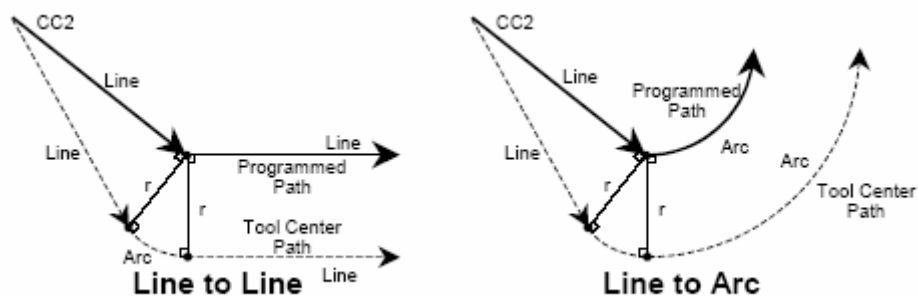 CC2
Line
Line
Line
Programmed
Path
r
r
Tool Center
Path
Arc
Line
Line to Line
CC2
Line
Programmed
Path
Line
Arc
Arc
r
r
Tool Center
Path
Line to Arc